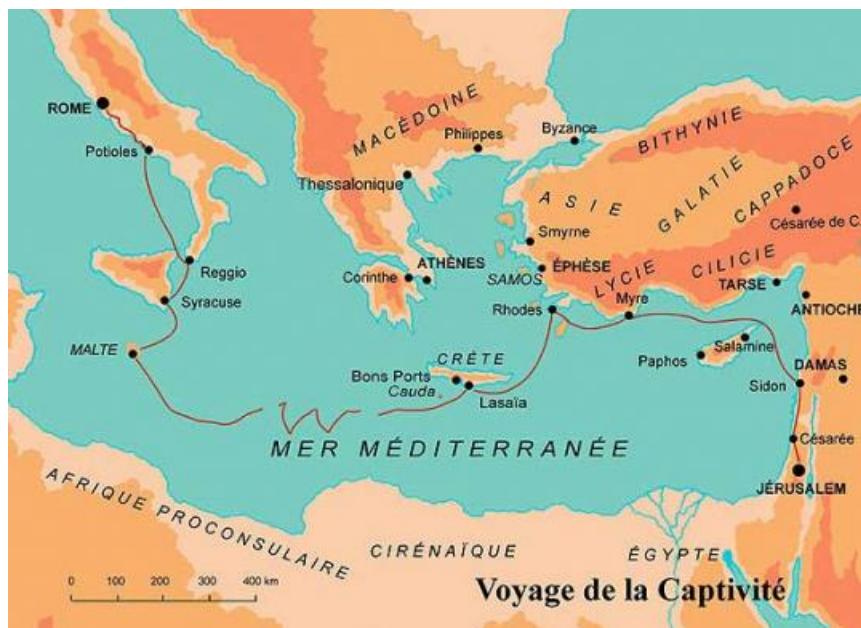 ROME
Potioles
MACÉDOINE
Philippes
Byzance
BITHYNIE
Thessalonique
ASIE
GALATIE
CAPPADOCE
Césarée de C
Smyrne
Reggio
Corinthe
ATHÈNES
SAMOS
ÉPHÈSE
LYCIE
CILICIE
TARSE
Syracuse
Rhodes
Myre
ANTIOCHE
MALTE
CRÈTE
Salamine
Paphos
DAMAS
Bons Ports
Cauda
Lasaïa
Sidon
MER MÉDITERRANÉE
Césarée
JÉRUSALEM
AFRIQUE PROCONSULAIRE
CIRÉNAÏQUE
ÉGYPTE
0 100 200 300 400 km
Voyage de la Captivité